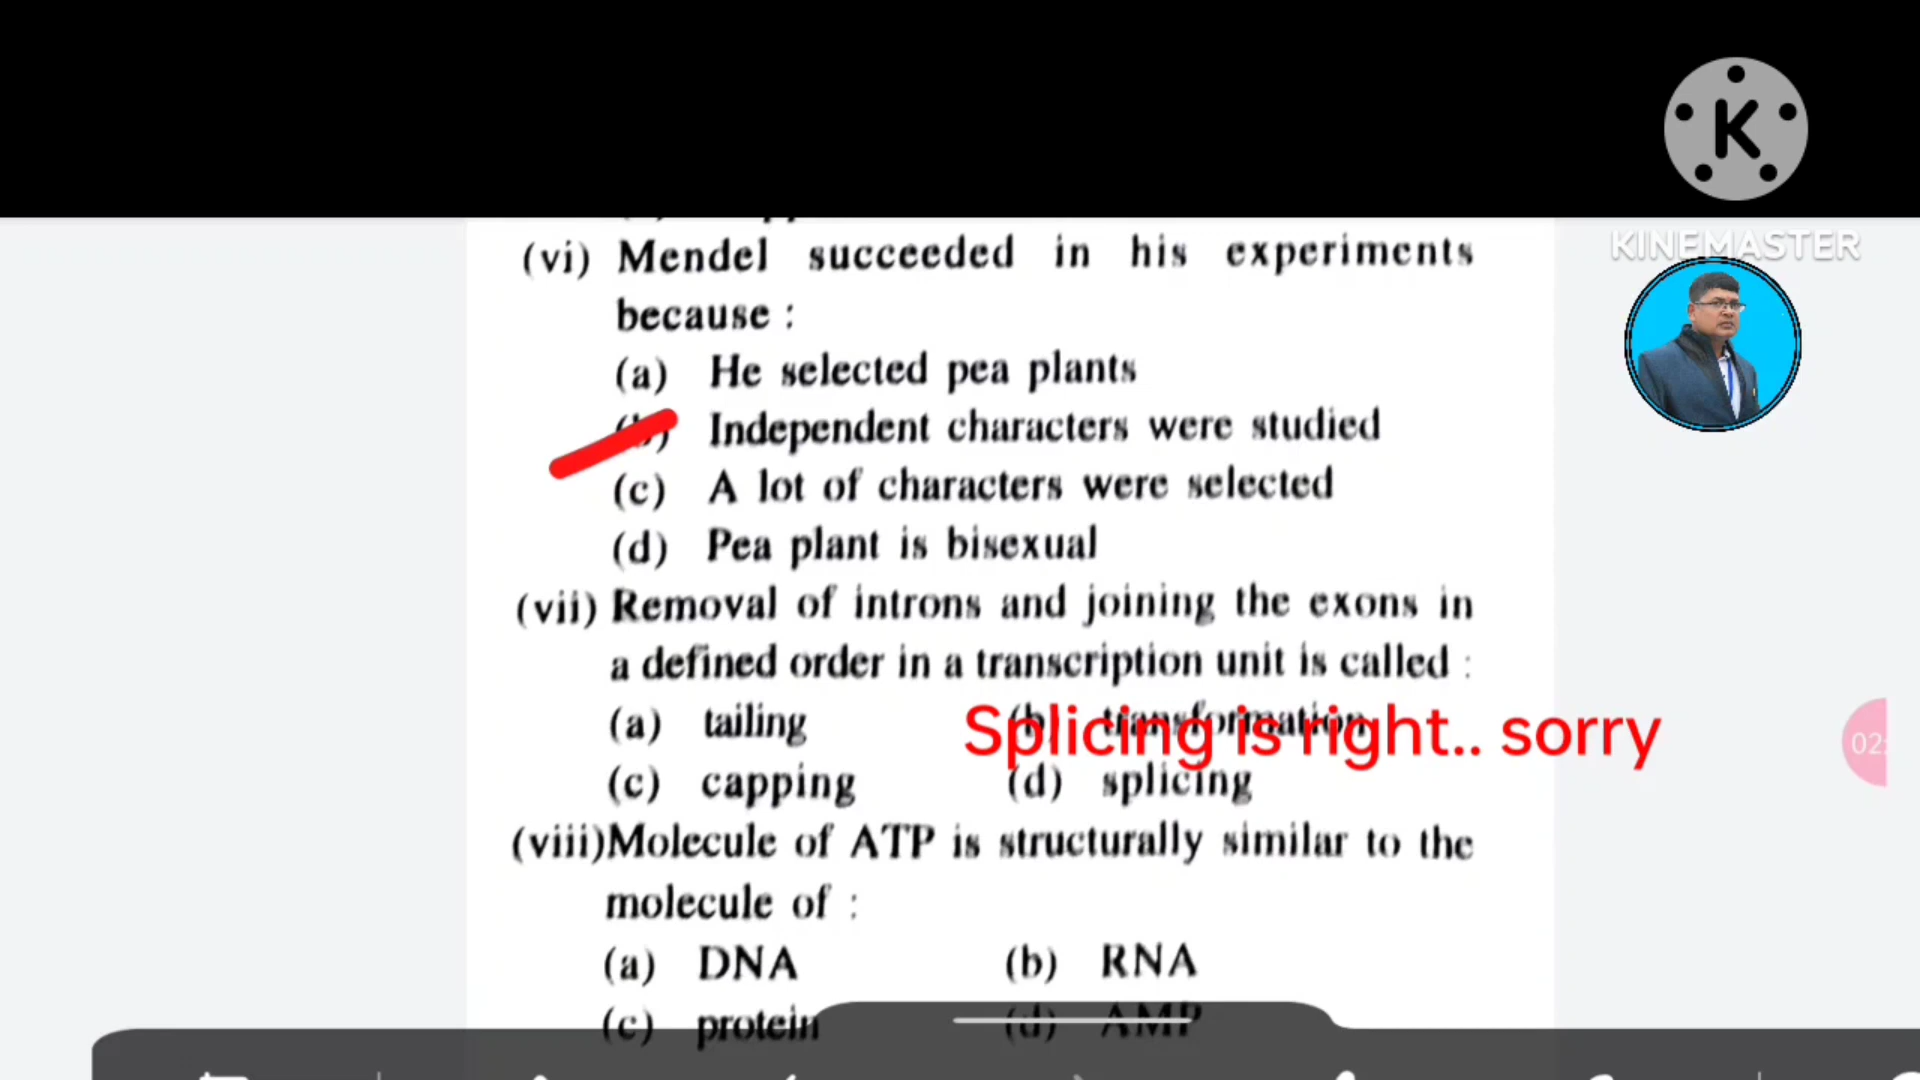 K
KINEMASTER
(vi) Mendel succeeded in his experiments
because :
(a) He selected pea plants
(b) Independent characters were studied
(c) A lot of characters were selected
(d) Pea plant is bisexual
(vii) Removal of introns and joining the exons in
a defined order in a transcription unit is called :
(a) tailing (b) transformation
Splicing is right.. sorry
(c) capping (d) splicing
02:
(viii) Molecule of ATP is structurally similar to the
molecule of :
(a) DNA (b) RNA
(c) protein (d) AMP